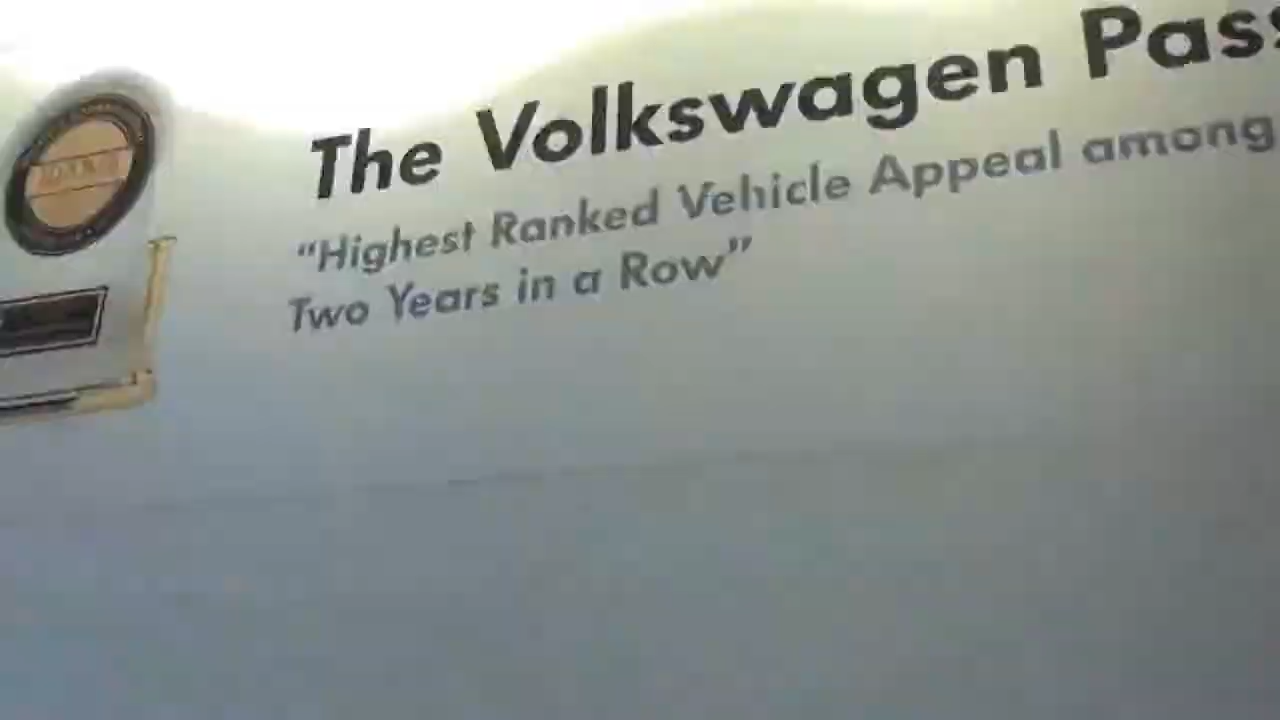 The Volkswagen Pass
"Highest Ranked Vehicle Appeal among
Two Years in a Row"